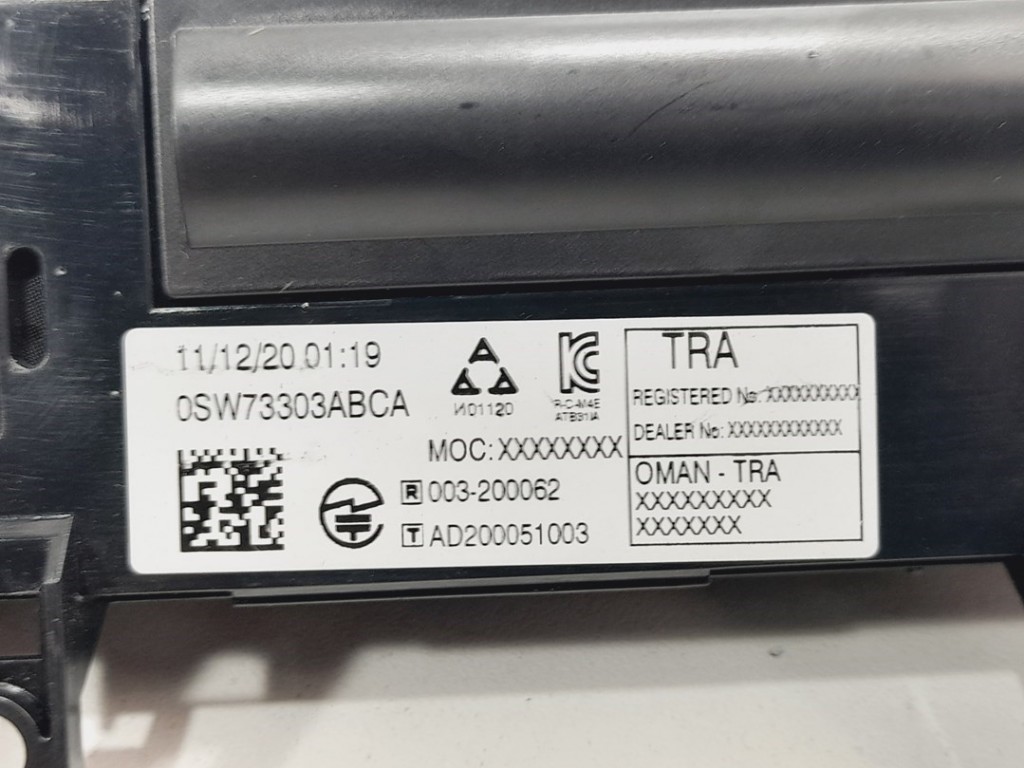 11/12/20 01:19
0SW73303ABCA
И01120
R-C-M4E
ATB31IA
MOC: XXXXXXXX
R 003-200062
T AD200051003
TRA
REGISTERED No: XXXXXXXXXX
DEALER No: XXXXXXXXXXXX
OMAN - TRA
XXXXXXXXX
XXXXXXX